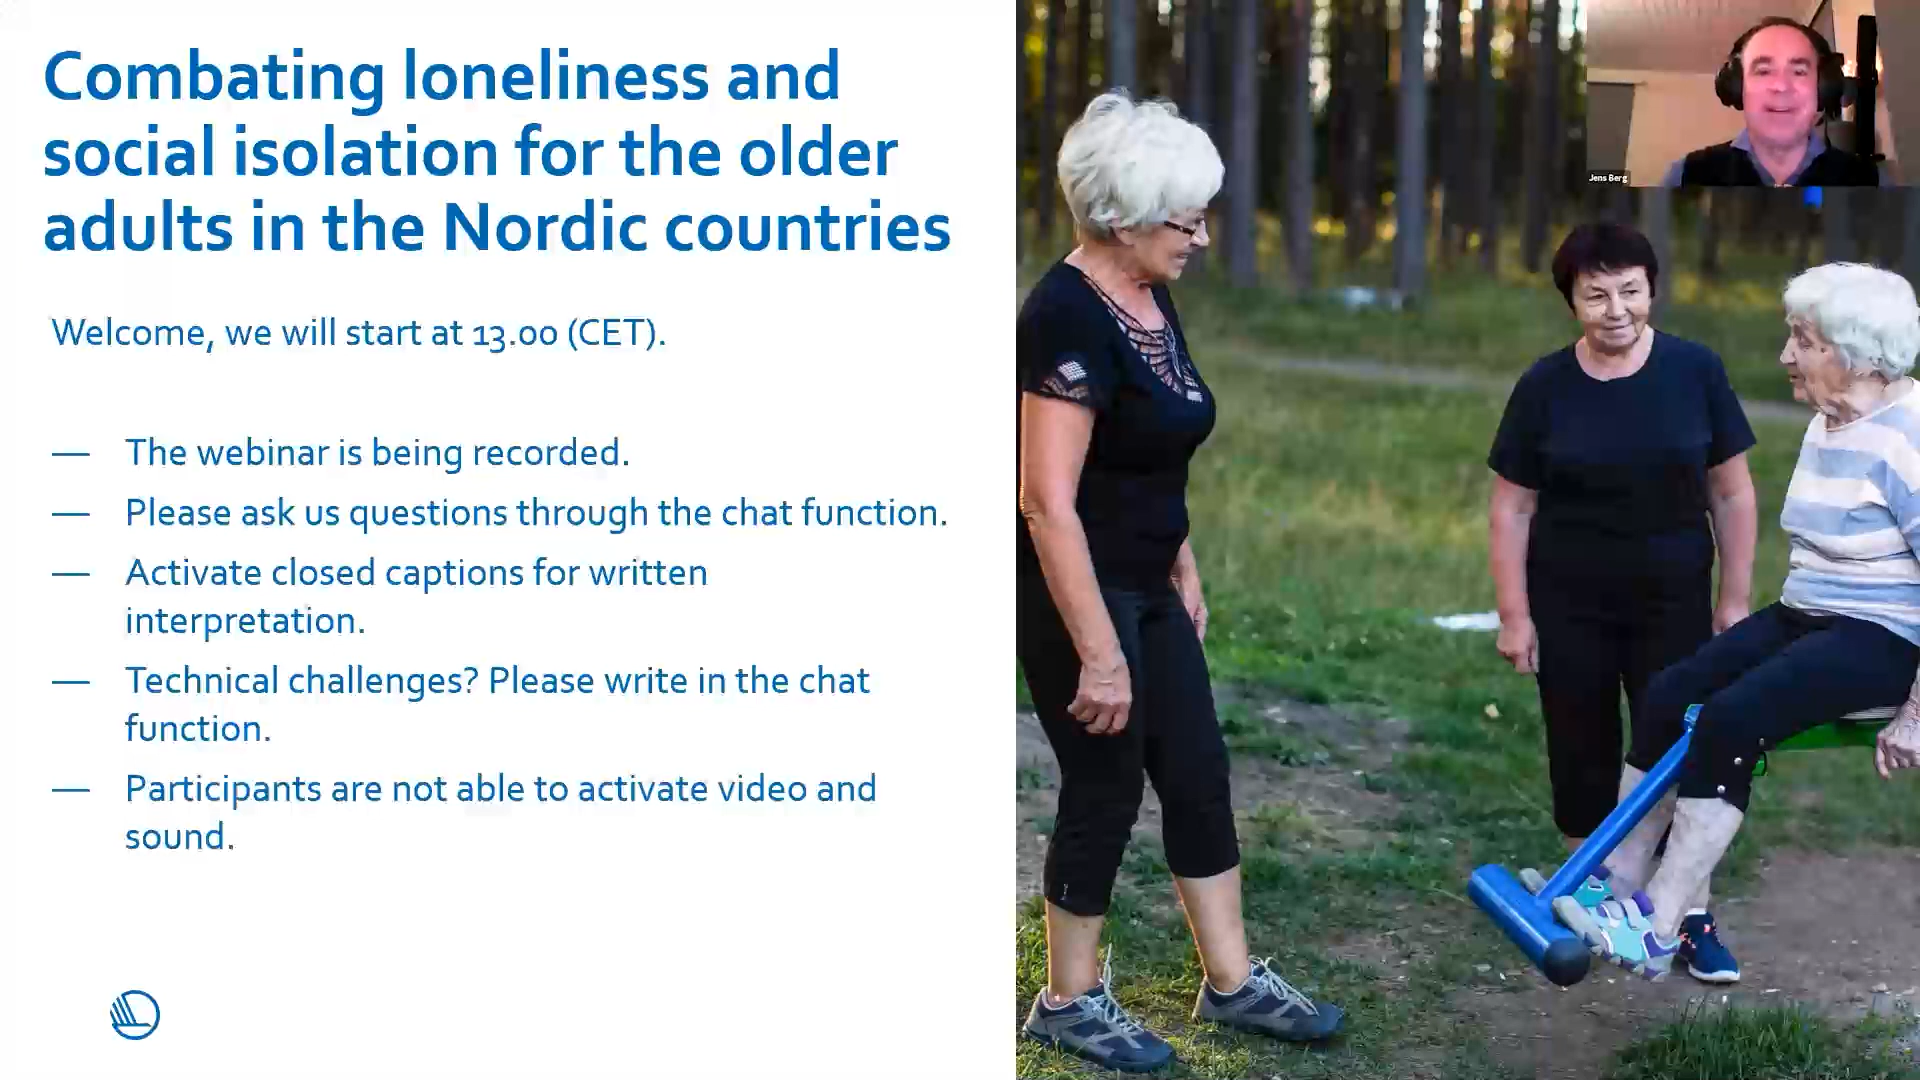 Combating loneliness and
social isolation for the older
adults in the Nordic countries
Welcome, we will start at 13.00 (CET).
— The webinar is being recorded.
— Please ask us questions through the chat function.
— Activate closed captions for written
interpretation.
— Technical challenges? Please write in the chat
function.
— Participants are not able to activate video and
sound.
Jens Berg